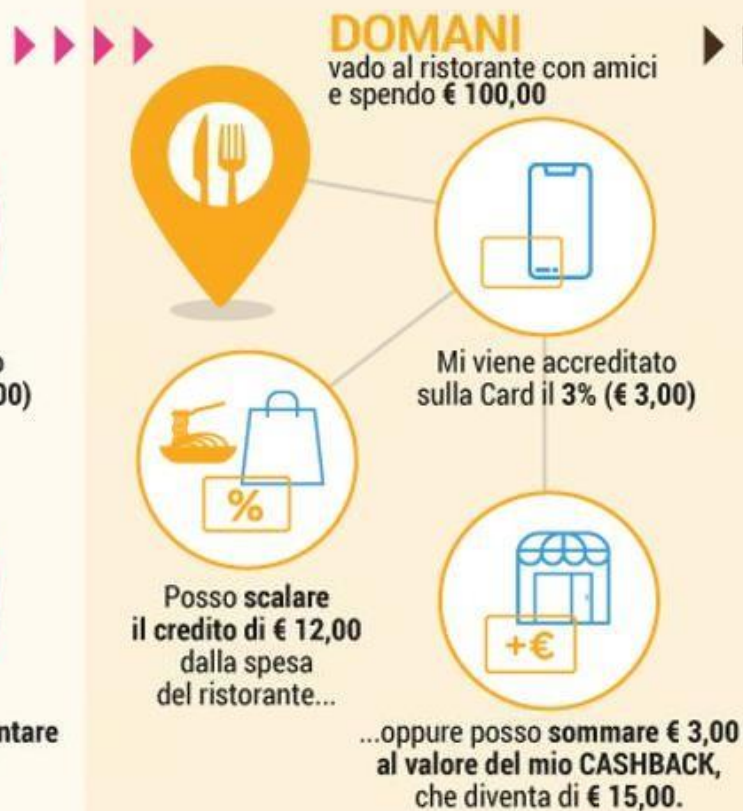 DOMANI
vado al ristorante con amici
e spendo € 100,00
Mi viene accreditato
sulla Card il 3% (€ 3,00)
%
Posso scalare
il credito di € 12,00
dalla spesa
del ristorante...
+€
...oppure posso sommare € 3,00
al valore del mio CASHBACK,
che diventa di € 15,00.